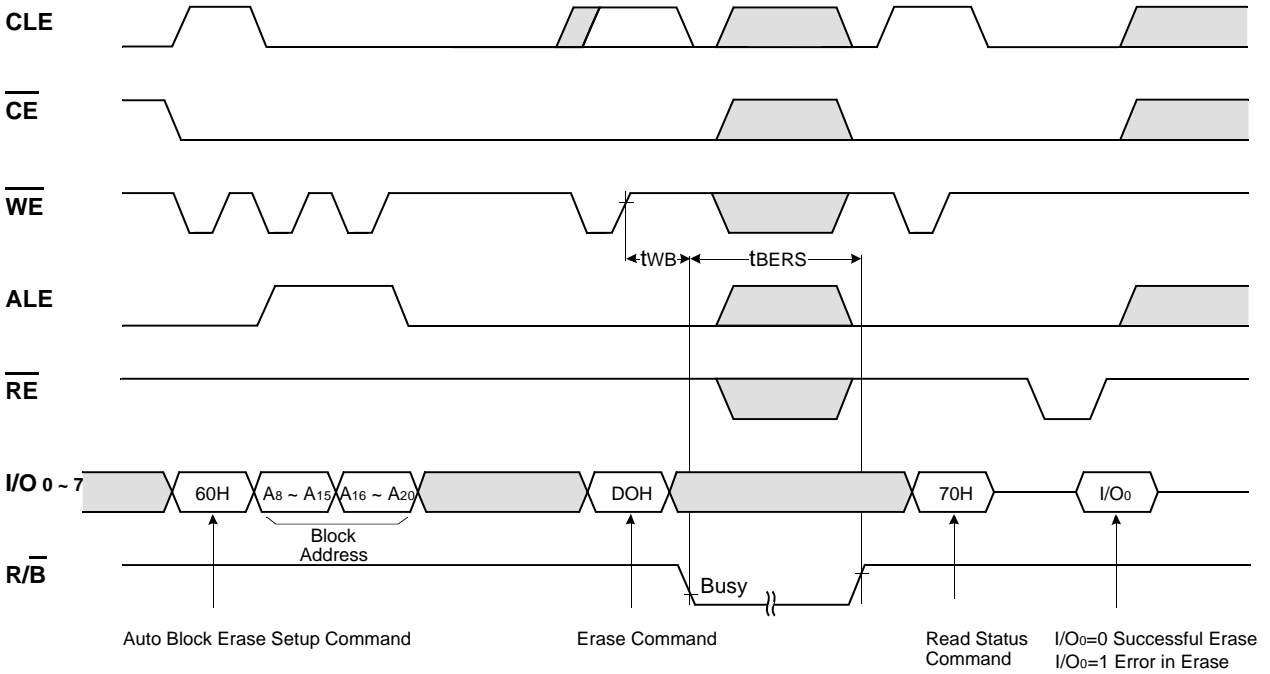 CLE
CE
WE
tWB
tBERS
ALE
RE
I/O 0 ~ 7
60H
A8 ~ A15
A16 ~ A20
DOH
70H
I/O0
Block
Address
R/B
Busy
Auto Block Erase Setup Command
Erase Command
Read Status
Command
I/O0=0 Successful Erase
I/O0=1 Error in Erase